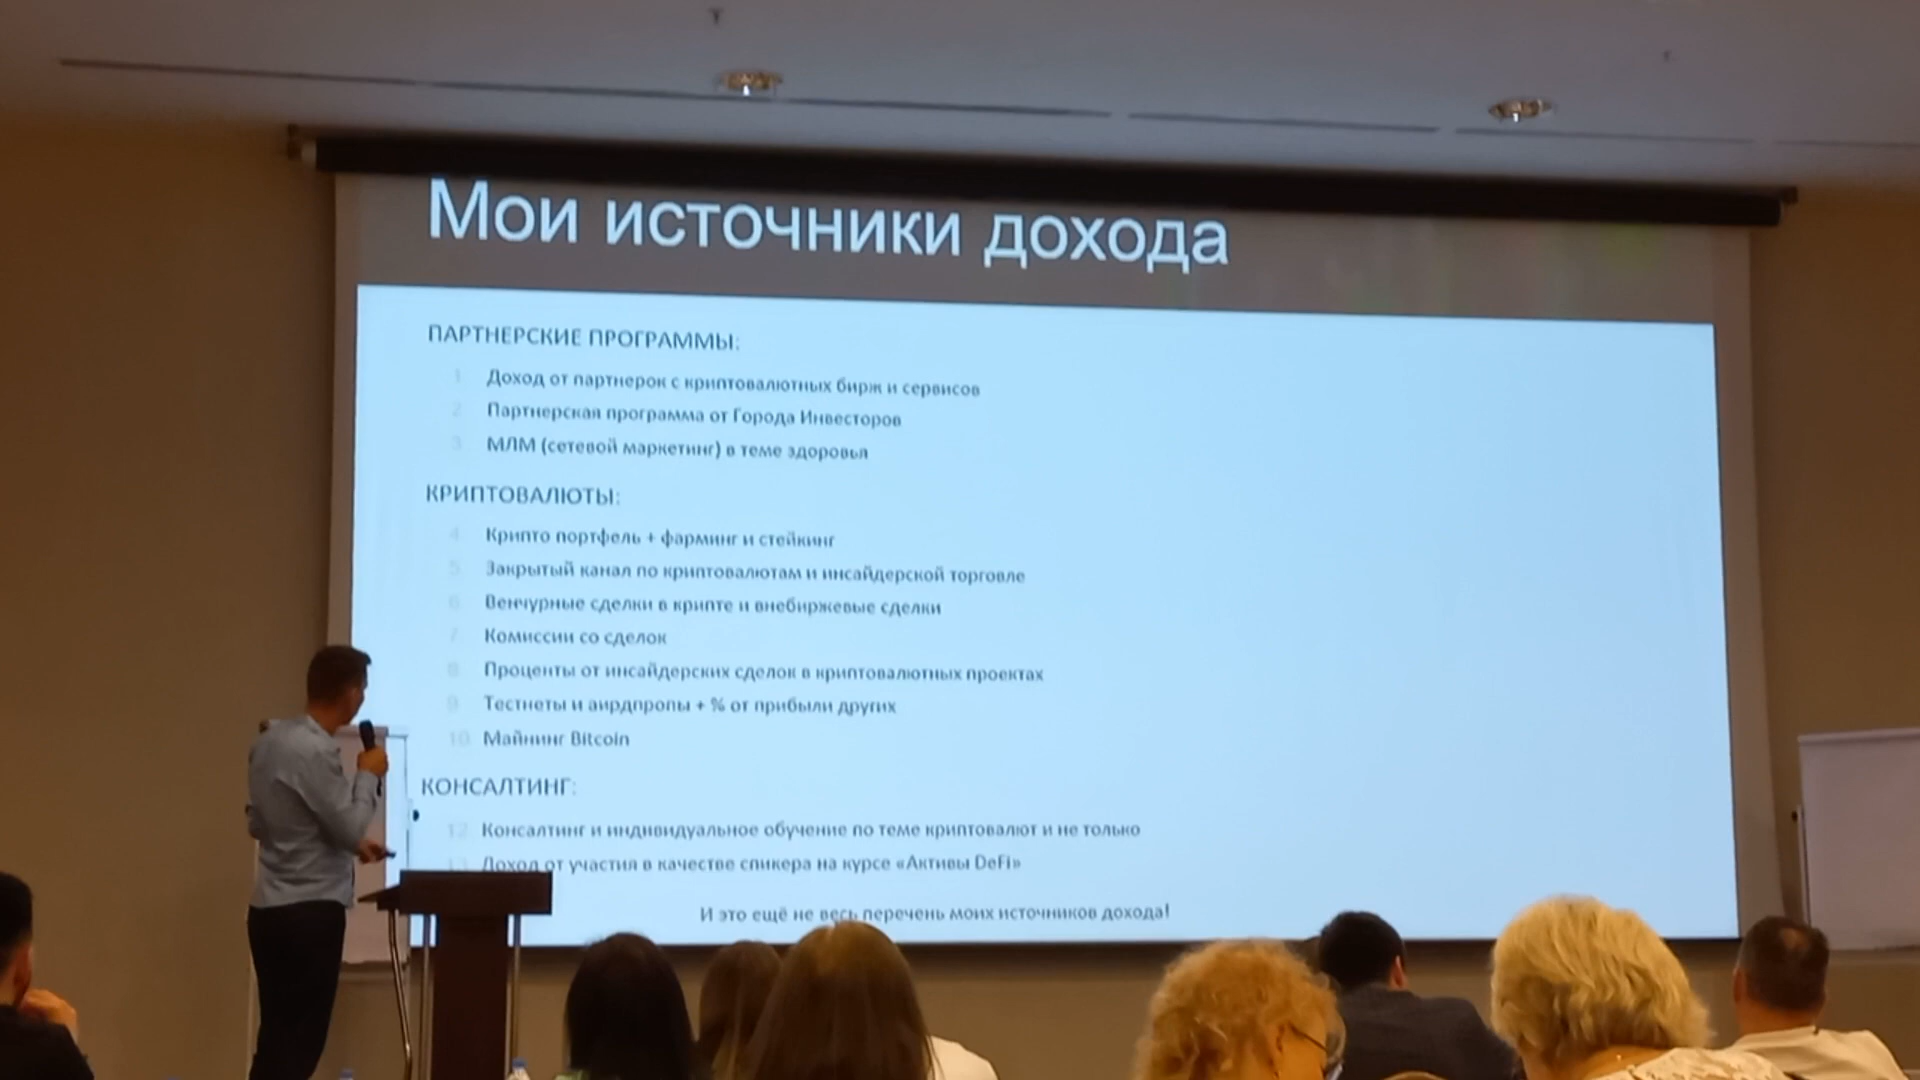 Мои источники дохода
ПАРТНЕРСКИЕ ПРОГРАММЫ:
1 Доход от партнерок с криптовалютных бирж и сервисов
2 Партнерская программа от Города Инвесторов
3 МЛМ (сетевой маркетинг) в теме здоровья
КРИПТОВАЛЮТЫ:
4 Крипто портфель + фарминг и стейкинг
5 Закрытый канал по криптовалютам и инсайдерской торговле
6 Венчурные сделки в крипте и внебиржевые сделки
7 Комиссии со сделок
8 Проценты от инсайдерских сделок в криптовалютных проектах
9 Тестнеты и аирдпропы + % от прибыли других
10 Майнинг Bitcoin
КОНСАЛТИНГ:
12 Консалтинг и индивидуальное обучение по теме криптовалют и не только
13 Доход от участия в качестве спикера на курсе «Активы DeFi»
И это ещё не весь перечень моих источников дохода!